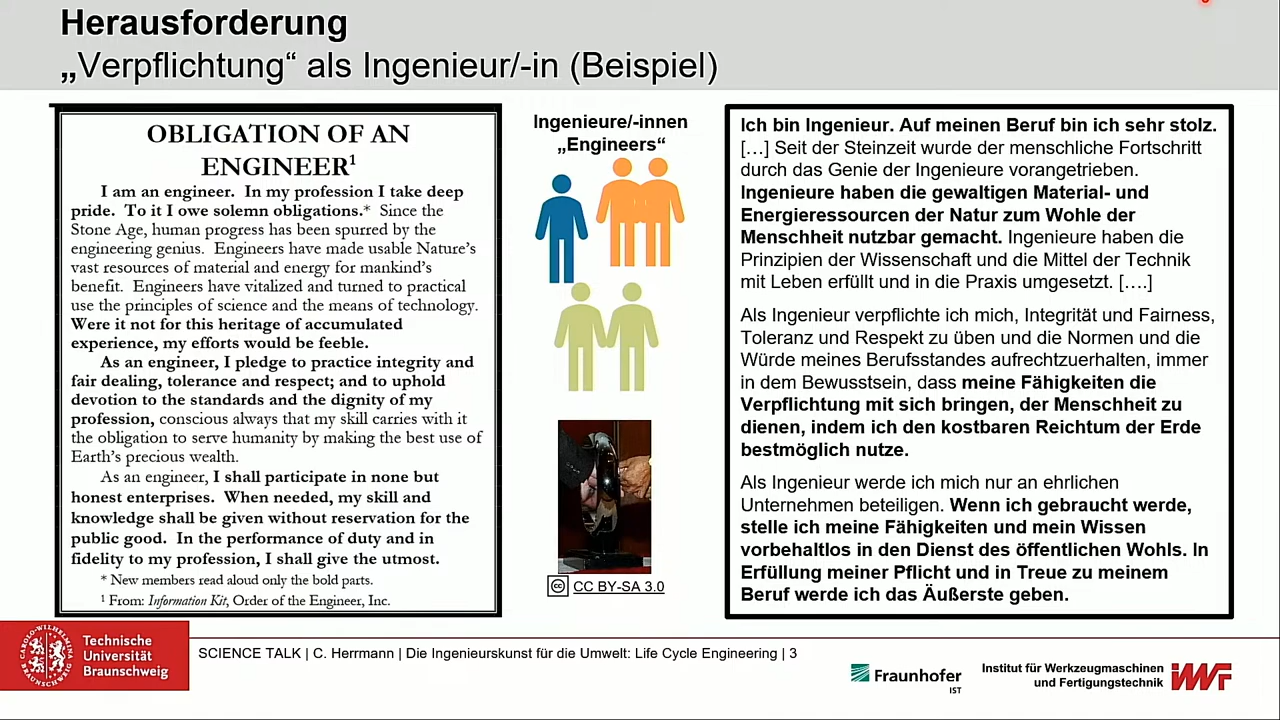 Herausforderung
„Verpflichtung“ als Ingenieur/-in (Beispiel)
OBLIGATION OF AN
ENGINEER¹
I am an engineer. In my profession I take deep
pride. To it I owe solemn obligations.* Since the
Stone Age, human progress has been spurred by the
engineering genius. Engineers have made usable Nature’s
vast resources of material and energy for mankind’s
benefit. Engineers have vitalized and turned to practical
use the principles of science and the means of technology.
Were it not for this heritage of accumulated
experience, my efforts would be feeble.
As an engineer, I pledge to practice integrity and
fair dealing, tolerance and respect; and to uphold
devotion to the standards and the dignity of my
profession, conscious always that my skill carries with it
the obligation to serve humanity by making the best use of
Earth’s precious wealth.
As an engineer, I shall participate in none but
honest enterprises. When needed, my skill and
knowledge shall be given without reservation for the
public good. In the performance of duty and in
fidelity to my profession, I shall give the utmost.
* New members read aloud only the bold parts.
¹ From: Information Kit, Order of the Engineer, Inc.
Ingenieure/-innen
„Engineers“
cc CC BY-SA 3.0
Ich bin Ingenieur. Auf meinen Beruf bin ich sehr stolz.
[…] Seit der Steinzeit wurde der menschliche Fortschritt
durch das Genie der Ingenieure vorangetrieben.
Ingenieure haben die gewaltigen Material- und
Energieressourcen der Natur zum Wohle der
Menschheit nutzbar gemacht. Ingenieure haben die
Prinzipien der Wissenschaft und die Mittel der Technik
mit Leben erfüllt und in die Praxis umgesetzt. [….]
Als Ingenieur verpflichte ich mich, Integrität und Fairness,
Toleranz und Respekt zu üben und die Normen und die
Würde meines Berufsstandes aufrechtzuerhalten, immer
in dem Bewusstsein, dass meine Fähigkeiten die
Verpflichtung mit sich bringen, der Menschheit zu
dienen, indem ich den kostbaren Reichtum der Erde
bestmöglich nutze.
Als Ingenieur werde ich mich nur an ehrlichen
Unternehmen beteiligen. Wenn ich gebraucht werde,
stelle ich meine Fähigkeiten und mein Wissen
vorbehaltlos in den Dienst des öffentlichen Wohls. In
Erfüllung meiner Pflicht und in Treue zu meinem
Beruf werde ich das Äußerste geben.
CAROLO-WILHELMINA
BRAUNSCHWEIG
Technische
Universität
Braunschweig
SCIENCE TALK | C. Herrmann | Die Ingenieurskunst für die Umwelt: Life Cycle Engineering | 3
Fraunhofer
IST
Institut für Werkzeugmaschinen
und Fertigungstechnik
IWF